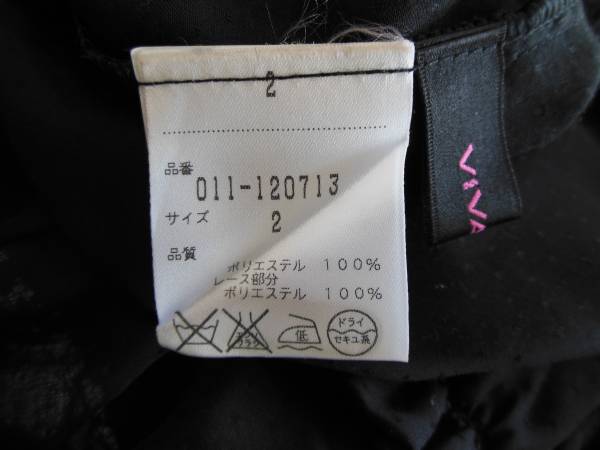 2
品番
011-120713
サイズ 2
品質
ポリエステル 100%
レース部分
ポリエステル 100%
低
ドライ
セキユ系
ViVA